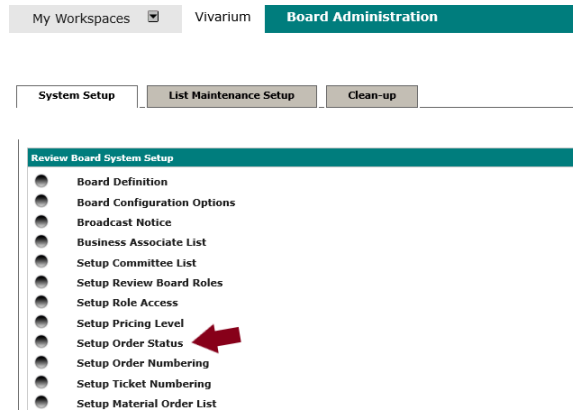 My Workspaces Vivarium Board Administration
System Setup List Maintenance Setup Clean-up
Review Board System Setup
Board Definition
Board Configuration Options
Broadcast Notice
Business Associate List
Setup Committee List
Setup Review Board Roles
Setup Role Access
Setup Pricing Level
Setup Order Status
Setup Order Numbering
Setup Ticket Numbering
Setup Material Order List